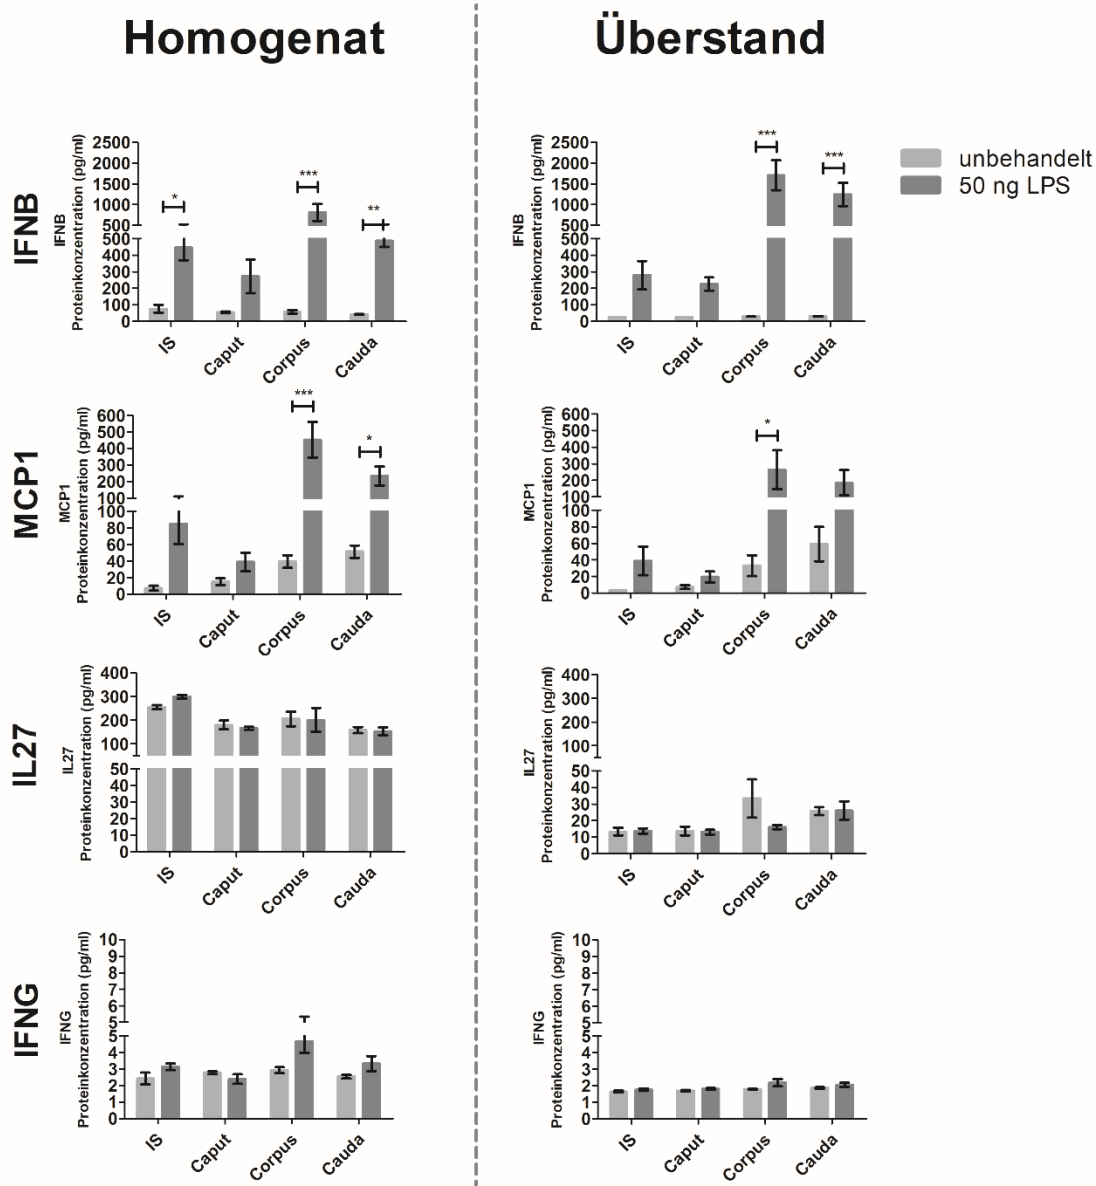 Homogenat
Überstand
unbehandelt
50 ng LPS
IFNB
IFNB
Proteinkonzentration (pg/ml)
2500
2000
1500
1000
500
500
400
300
200
100
0
*
***
**
IS
Caput
Corpus
Cauda
IFNB
Proteinkonzentration (pg/ml)
2500
2000
1500
1000
500
500
400
300
200
100
0
***
***
IS
Caput
Corpus
Cauda
MCP1
MCP1
Proteinkonzentration (pg/ml)
600
500
400
300
200
100
100
80
60
40
20
0
***
*
IS
Caput
Corpus
Cauda
MCP1
Proteinkonzentration (pg/ml)
600
500
400
300
200
100
100
80
60
40
20
0
*
IS
Caput
Corpus
Cauda
IL27
IL27
Proteinkonzentration (pg/ml)
400
300
200
100
50
40
30
20
10
0
IS
Caput
Corpus
Cauda
IL27
Proteinkonzentration (pg/ml)
400
300
200
100
50
40
30
20
10
0
IS
Caput
Corpus
Cauda
IFNG
IFNG
Proteinkonzentration (pg/ml)
10
9
8
7
6
5
5
4
3
2
1
0
IS
Caput
Corpus
Cauda
IFNG
Proteinkonzentration (pg/ml)
10
9
8
7
6
5
5
4
3
2
1
0
IS
Caput
Corpus
Cauda